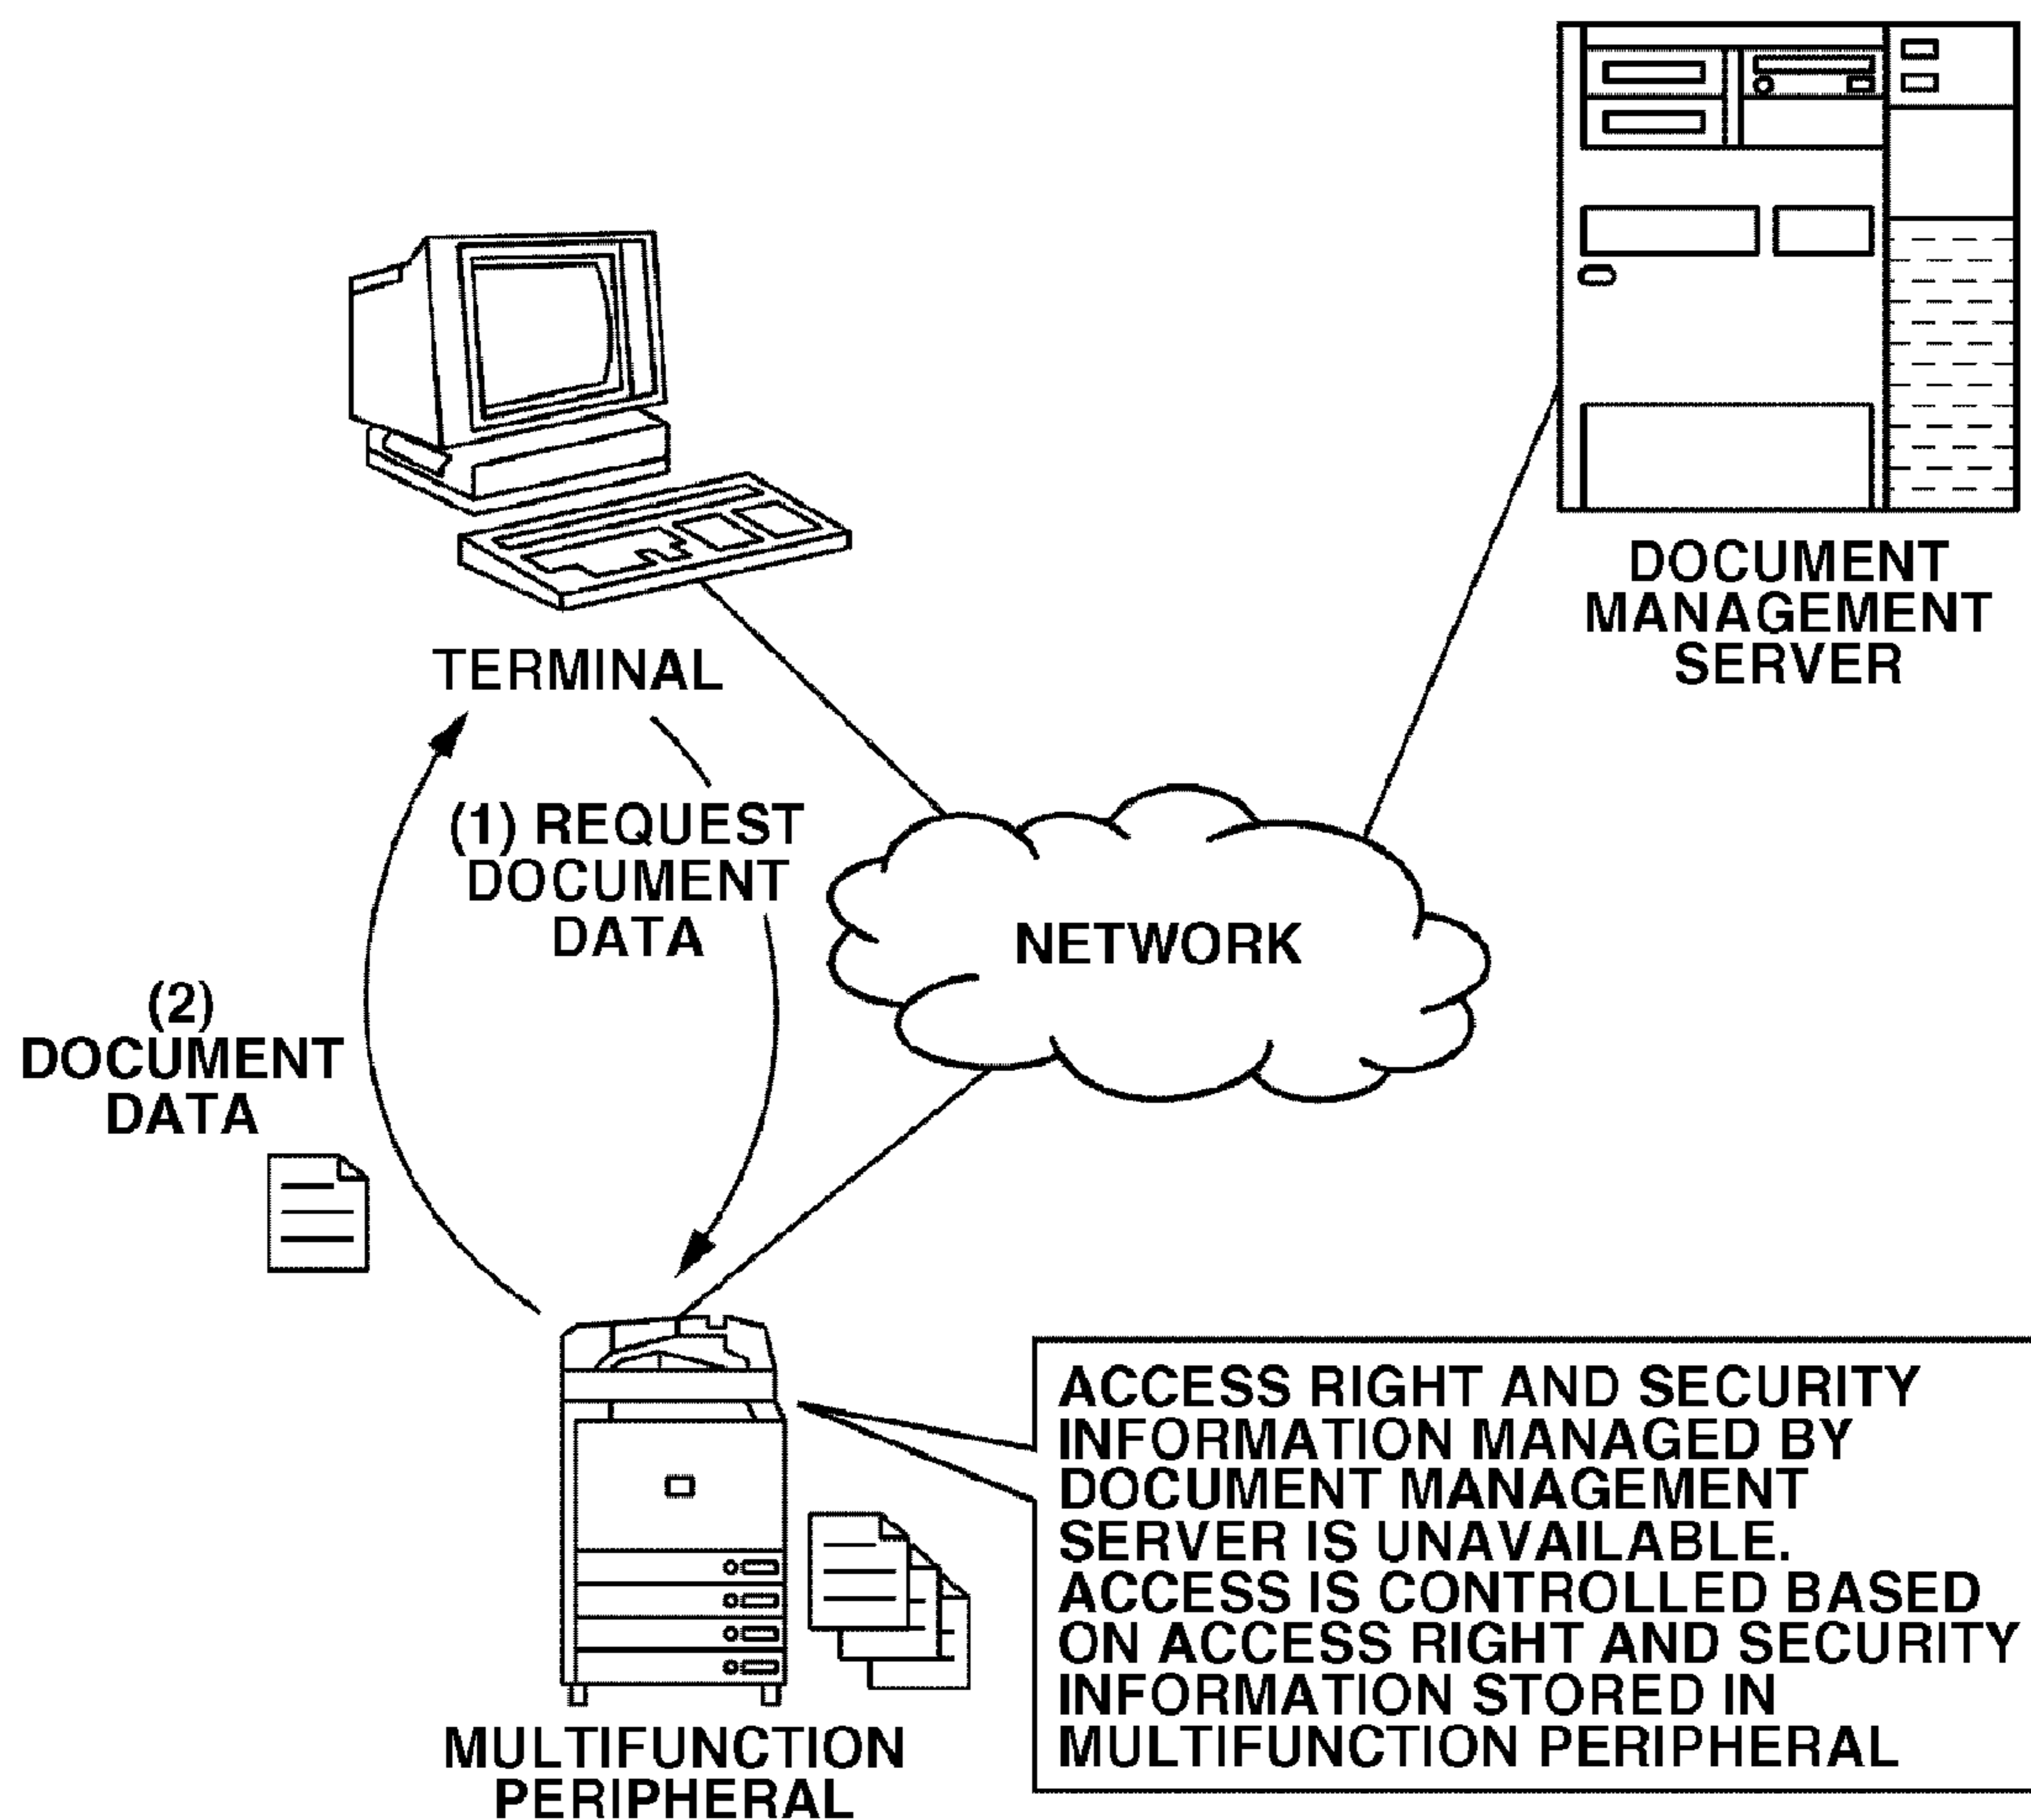 DOCUMENT
MANAGEMENT
SERVER
TERMINAL
(1) REQUEST
DOCUMENT
DATA
NETWORK
(2)
DOCUMENT
DATA
ACCESS RIGHT AND SECURITY
INFORMATION MANAGED BY
DOCUMENT MANAGEMENT
SERVER IS UNAVAILABLE.
ACCESS IS CONTROLLED BASED
ON ACCESS RIGHT AND SECURITY
INFORMATION STORED IN
MULTIFUNCTION PERIPHERAL
MULTIFUNCTION
PERIPHERAL